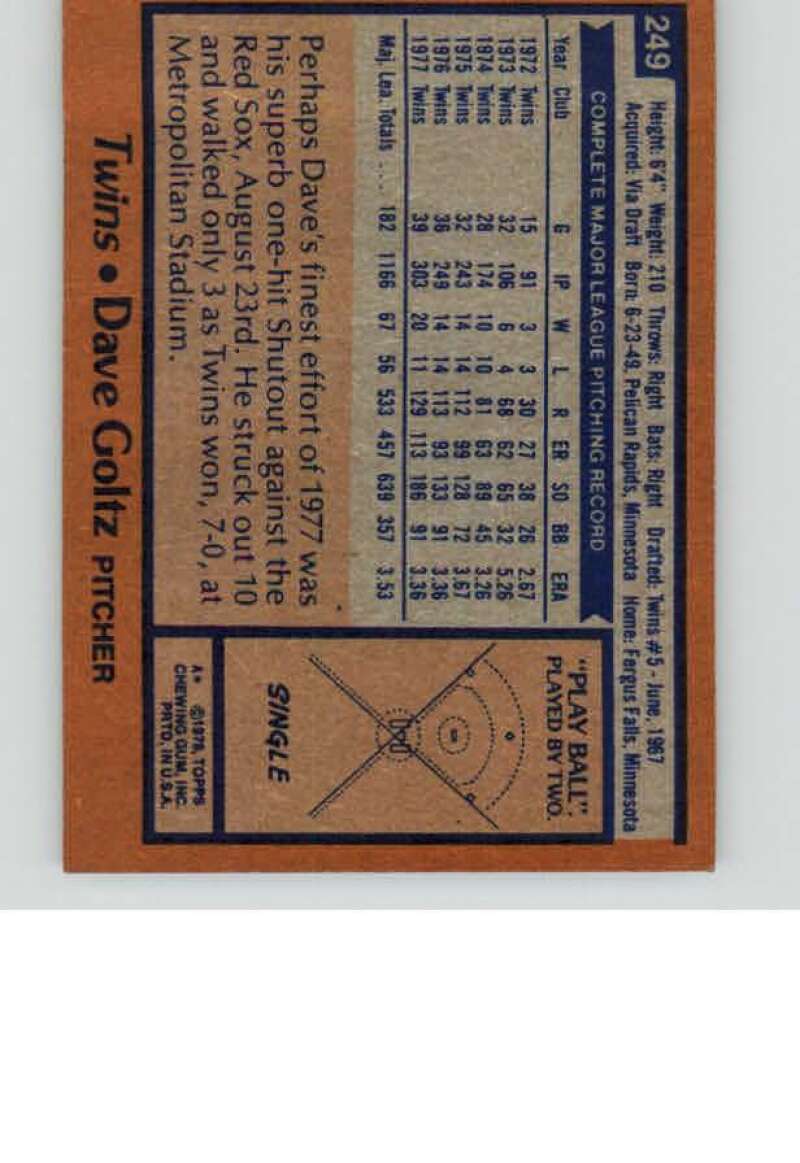 249
Height: 6'4" Weight: 210 Throws: Right Bats: Right Drafted: Twins #5 - June, 1967
Acquired: Via Draft Born: 6-23-49, Pelican Rapids, Minnesota Home: Fergus Falls, Minnesota
COMPLETE MAJOR LEAGUE PITCHING RECORD
Year Club G IP W L R ER SO BB ERA
1972 Twins 15 91 3 3 30 27 38 26 2.67
1973 Twins 32 106 6 4 68 62 65 32 5.26
1974 Twins 28 174 10 10 81 63 89 45 3.26
1975 Twins 32 243 14 14 112 99 128 72 3.67
1976 Twins 36 249 14 14 113 93 133 91 3.36
1977 Twins 39 303 20 11 129 113 186 91 3.36
Maj. Lea. Totals ... 182 1166 67 56 533 457 639 357 3.53
Perhaps Dave's finest effort of 1977 was
his superb one-hit Shutout against the
Red Sox, August 23rd. He struck out 10
and walked only 3 as Twins won, 7-0, at
Metropolitan Stadium.
"PLAY BALL"
PLAYED BY TWO.
SINGLE
A* ©1978, TOPPS
CHEWING GUM, INC.
PRTD. IN U.S.A.
Twins • Dave Goltz PITCHER